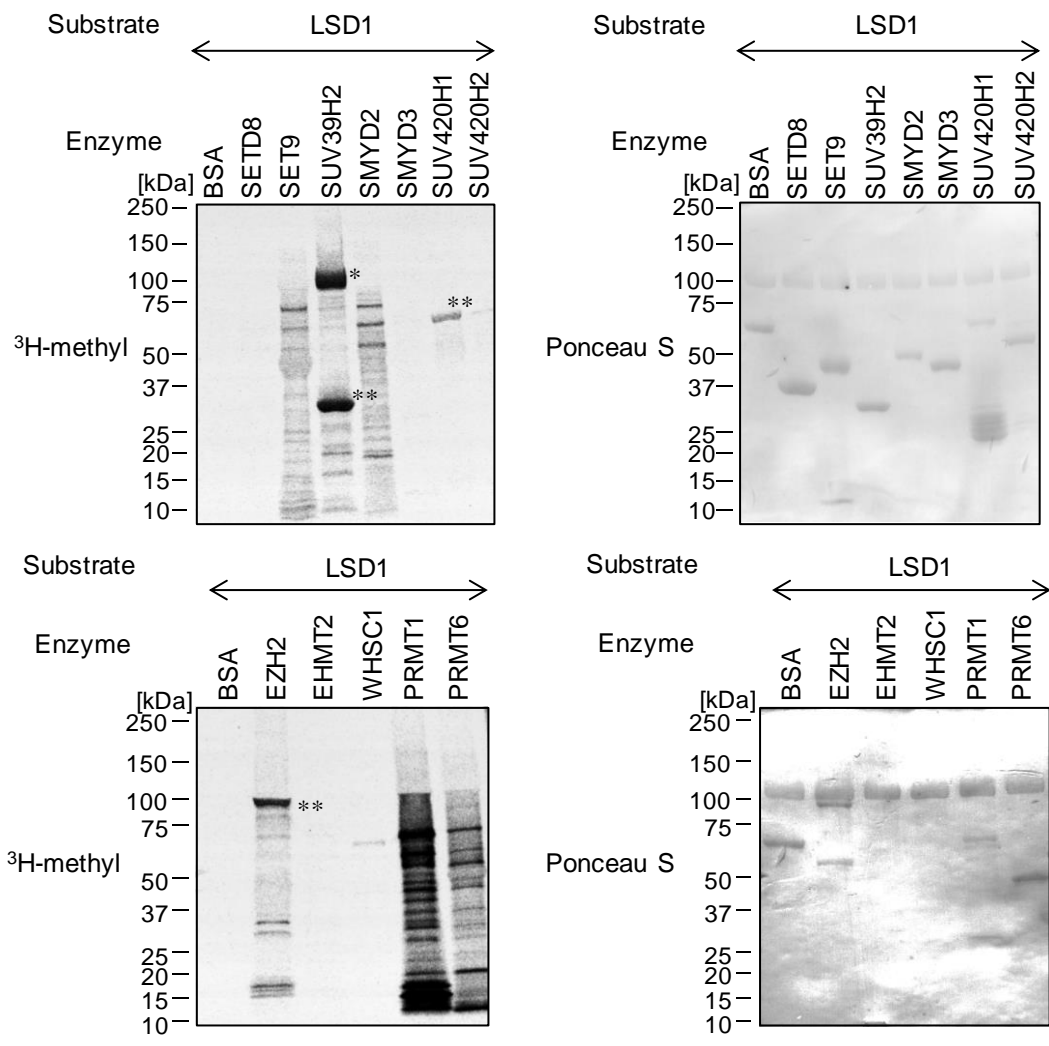 Substrate LSD1
Enzyme BSA SETD8 SET9 SUV39H2 SMYD2 SMYD3 SUV420H1 SUV420H2
[kDa]
250
150
100 *
75 **
³H-methyl
50
37 **
25
20
15
10
Substrate LSD1
Enzyme BSA SETD8 SET9 SUV39H2 SMYD2 SMYD3 SUV420H1 SUV420H2
[kDa]
250
150
100
75
Ponceau S
50
37
25
20
15
10
Substrate LSD1
Enzyme BSA EZH2 EHMT2 WHSC1 PRMT1 PRMT6
[kDa]
250
150
100 **
75
³H-methyl
50
37
25
20
15
10
Substrate LSD1
Enzyme BSA EZH2 EHMT2 WHSC1 PRMT1 PRMT6
[kDa]
250
150
100
75
Ponceau S
50
37
25
20
15
10